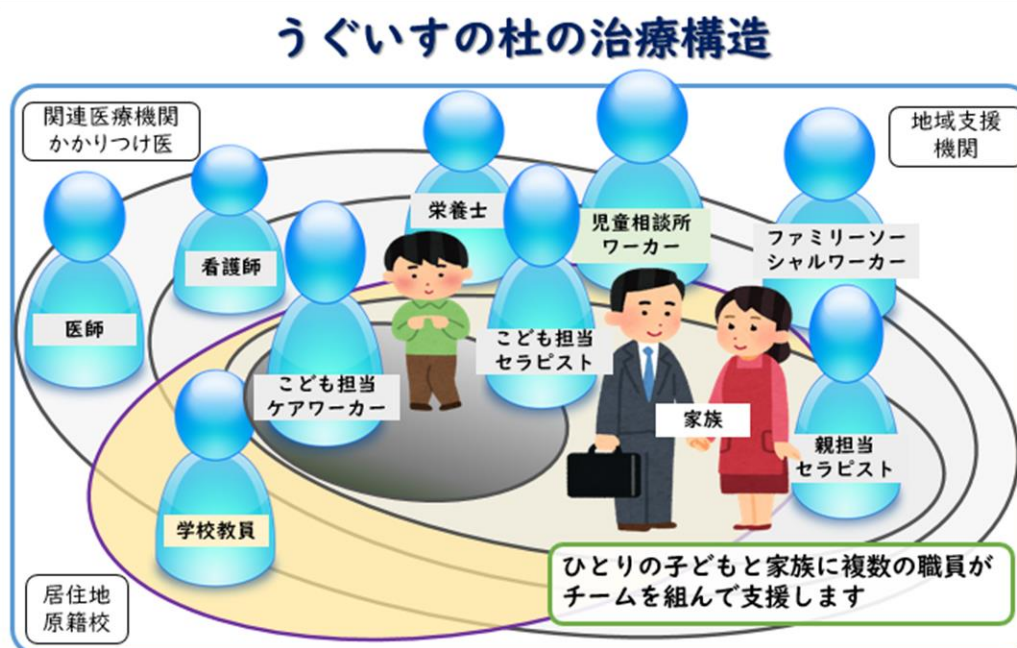 うぐいすの杜の治療構造
関連医療機関
かかりつけ医
地域支援
機関
栄養士
児童相談所
ワーカー
ファミリーソー
シャルワーカー
看護師
医師
こども担当
セラピスト
こども担当
ケアワーカー
家族
親担当
セラピスト
学校教員
ひとりの子どもと家族に複数の職員が
チームを組んで支援します
居住地
原籍校